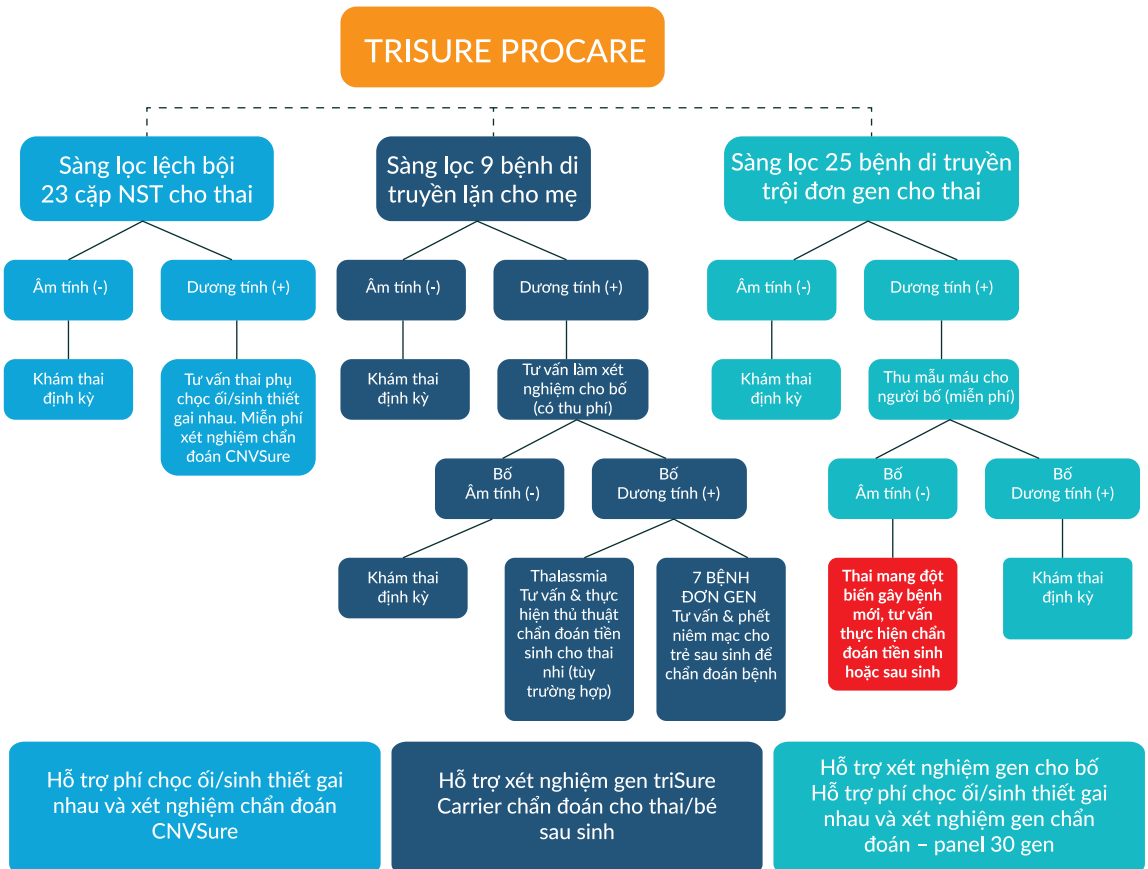 TRISURE PROCARE
Sàng lọc lệch bội
23 cặp NST cho thai
Sàng lọc 9 bệnh di
truyền lặn cho mẹ
Sàng lọc 25 bệnh di truyền
trội đơn gen cho thai
Âm tính (-)
Dương tính (+)
Âm tính (-)
Dương tính (+)
Âm tính (-)
Dương tính (+)
Khám thai
định kỳ
Tư vấn thai phụ
chọc ối/sinh thiết
gai nhau. Miễn phí
xét nghiệm chẩn
đoán CNVSure
Khám thai
định kỳ
Tư vấn làm xét
nghiệm cho bố
(có thu phí)
Khám thai
định kỳ
Thu mẫu máu cho
người bố (miễn phí)
Bố
Âm tính (-)
Bố
Dương tính (+)
Bố
Âm tính (-)
Bố
Dương tính (+)
Khám thai
định kỳ
Thalassmia
Tư vấn & thực
hiện thủ thuật
chẩn đoán tiền
sinh cho thai
nhi (tùy
trường hợp)
7 BỆNH
ĐƠN GEN
Tư vấn & phết
niêm mạc cho
trẻ sau sinh để
chẩn đoán bệnh
Thai mang đột
biến gây bệnh
mới, tư vấn
thực hiện chẩn
đoán tiền sinh
hoặc sau sinh
Khám thai
định kỳ
Hỗ trợ phí chọc ối/sinh thiết gai
nhau và xét nghiệm chẩn đoán
CNVSure
Hỗ trợ xét nghiệm gen triSure
Carrier chẩn đoán cho thai/bé
sau sinh
Hỗ trợ xét nghiệm gen cho bố
Hỗ trợ phí chọc ối/sinh thiết gai
nhau và xét nghiệm gen chẩn
đoán – panel 30 gen